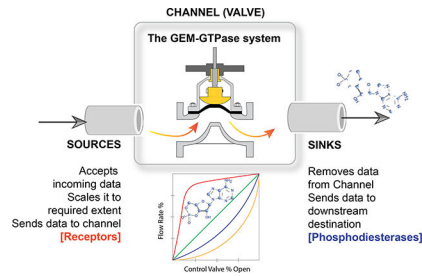 CHANNEL (VALVE)
The GEM-GTPase system
SOURCES
Accepts
incoming data
Scales it to
required extent
Sends data to channel
[Receptors]
SINKS
Removes data
from Channel
Sends data to
downstream
destination
[Phosphodiesterases]
Flow Rate %
Control Valve % Open